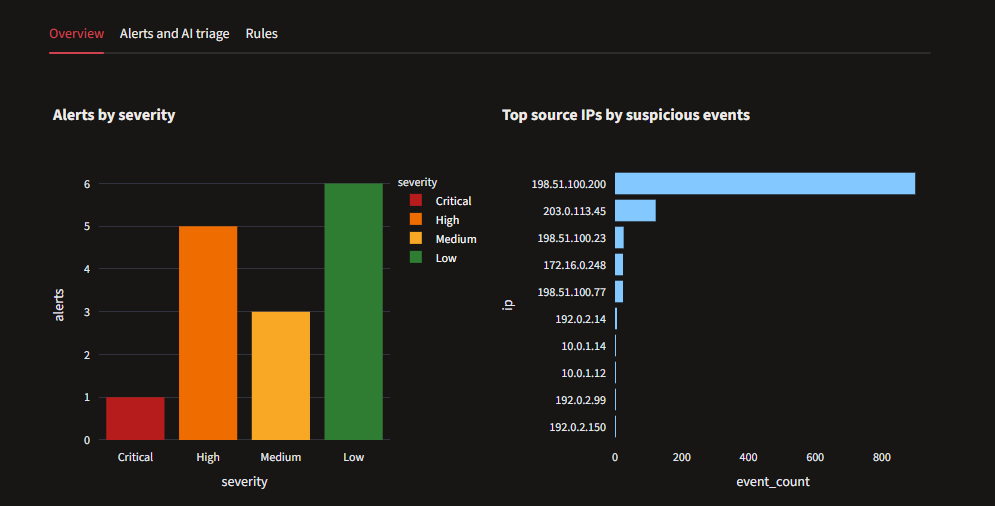 Overview Alerts and AI triage Rules
Alerts by severity
6
5
4
3
2
1
0
alerts
Critical High Medium Low
severity
severity
Critical
High
Medium
Low
Top source IPs by suspicious events
198.51.100.200
203.0.113.45
198.51.100.23
172.16.0.248
198.51.100.77
192.0.2.14
10.0.1.14
10.0.1.12
192.0.2.99
192.0.2.150
ip
0 200 400 600 800
event_count